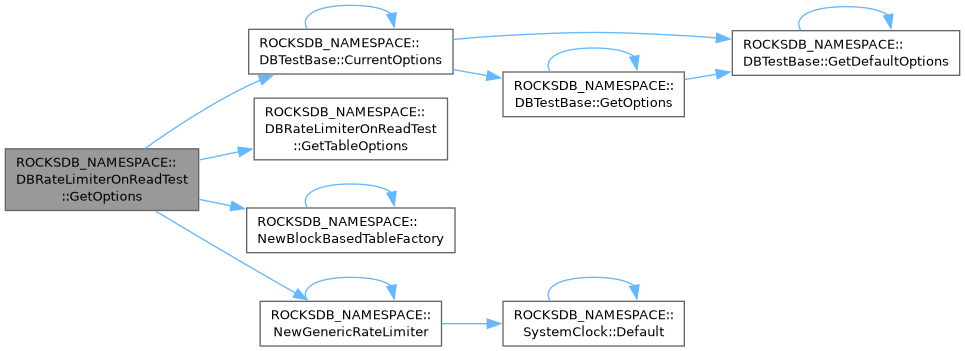 ROCKSDB_NAMESPACE::
DBRateLimiterOnReadTest
::GetOptions
ROCKSDB_NAMESPACE::
DBTestBase::CurrentOptions
ROCKSDB_NAMESPACE::
DBRateLimiterOnReadTest
::GetTableOptions
ROCKSDB_NAMESPACE::
NewBlockBasedTableFactory
ROCKSDB_NAMESPACE::
NewGenericRateLimiter
ROCKSDB_NAMESPACE::
DBTestBase::GetOptions
ROCKSDB_NAMESPACE::
SystemClock::Default
ROCKSDB_NAMESPACE::
DBTestBase::GetDefaultOptions